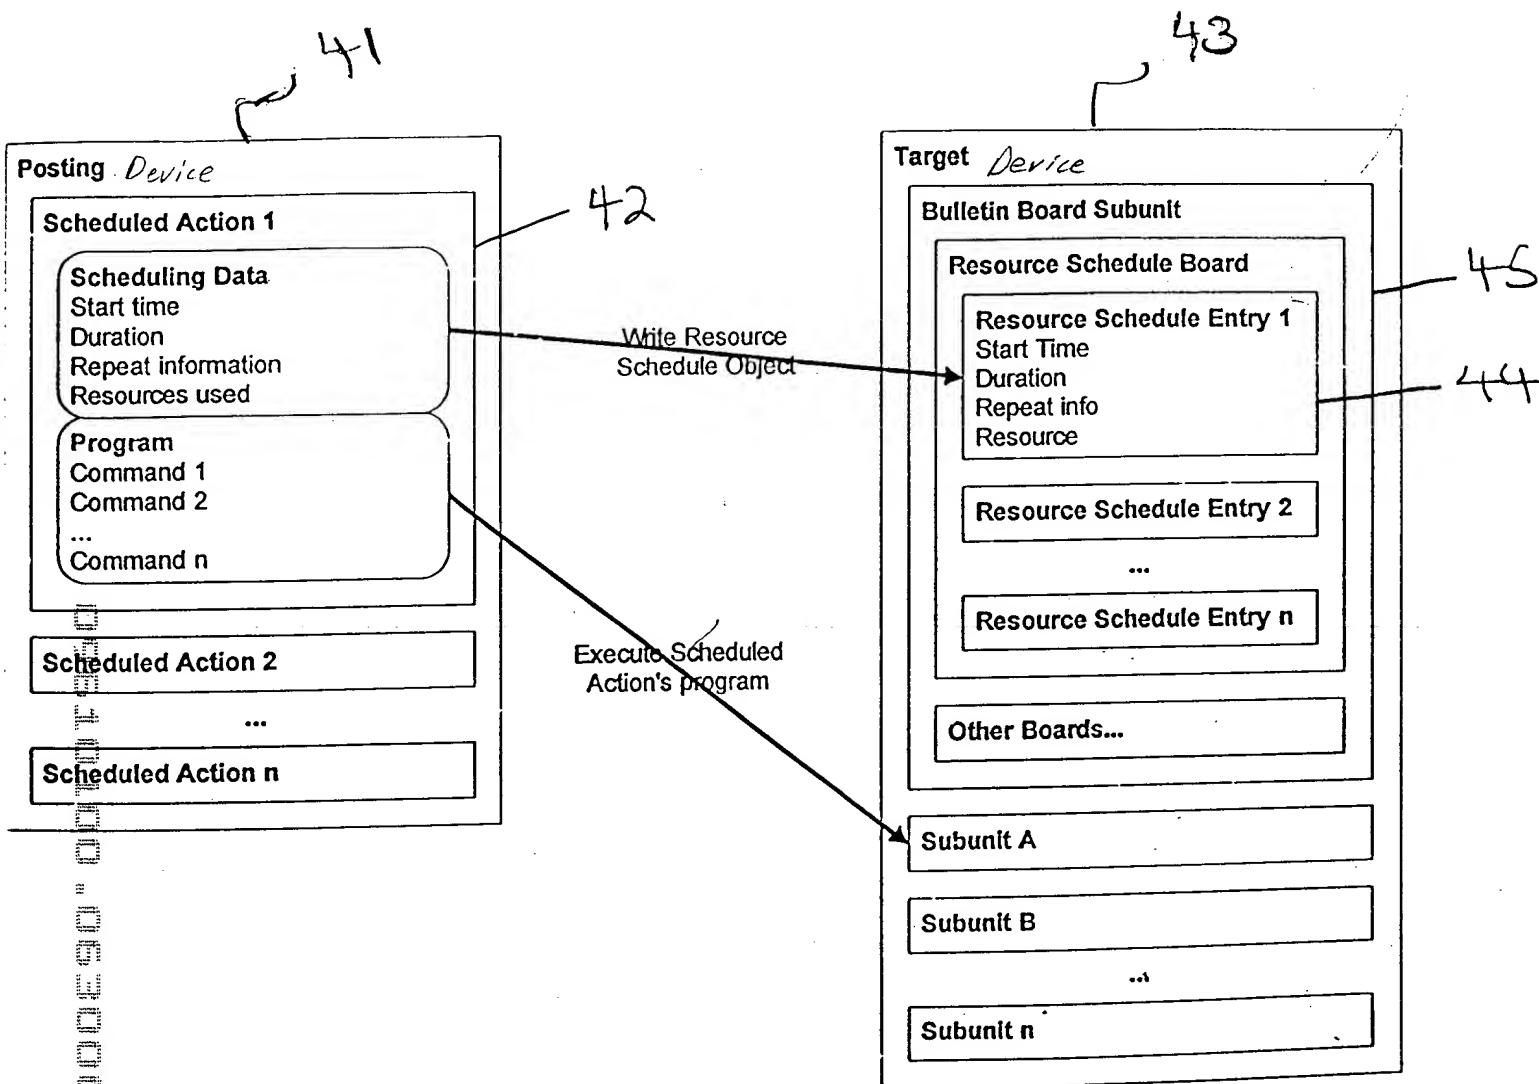 41
43
Posting Device
Scheduled Action 1
42
Scheduling Data
Start time
Duration
Repeat information
Resources used
Program
Command 1
Command 2
...
Command n
Scheduled Action 2
...
Scheduled Action n
Write Resource
Schedule Object
Execute Scheduled
Action's program
Target Device
Bulletin Board Subunit
Resource Schedule Board
45
Resource Schedule Entry 1
Start Time
Duration
Repeat info
Resource
44
Resource Schedule Entry 2
...
Resource Schedule Entry n
Other Boards...
Subunit A
Subunit B
...
Subunit n